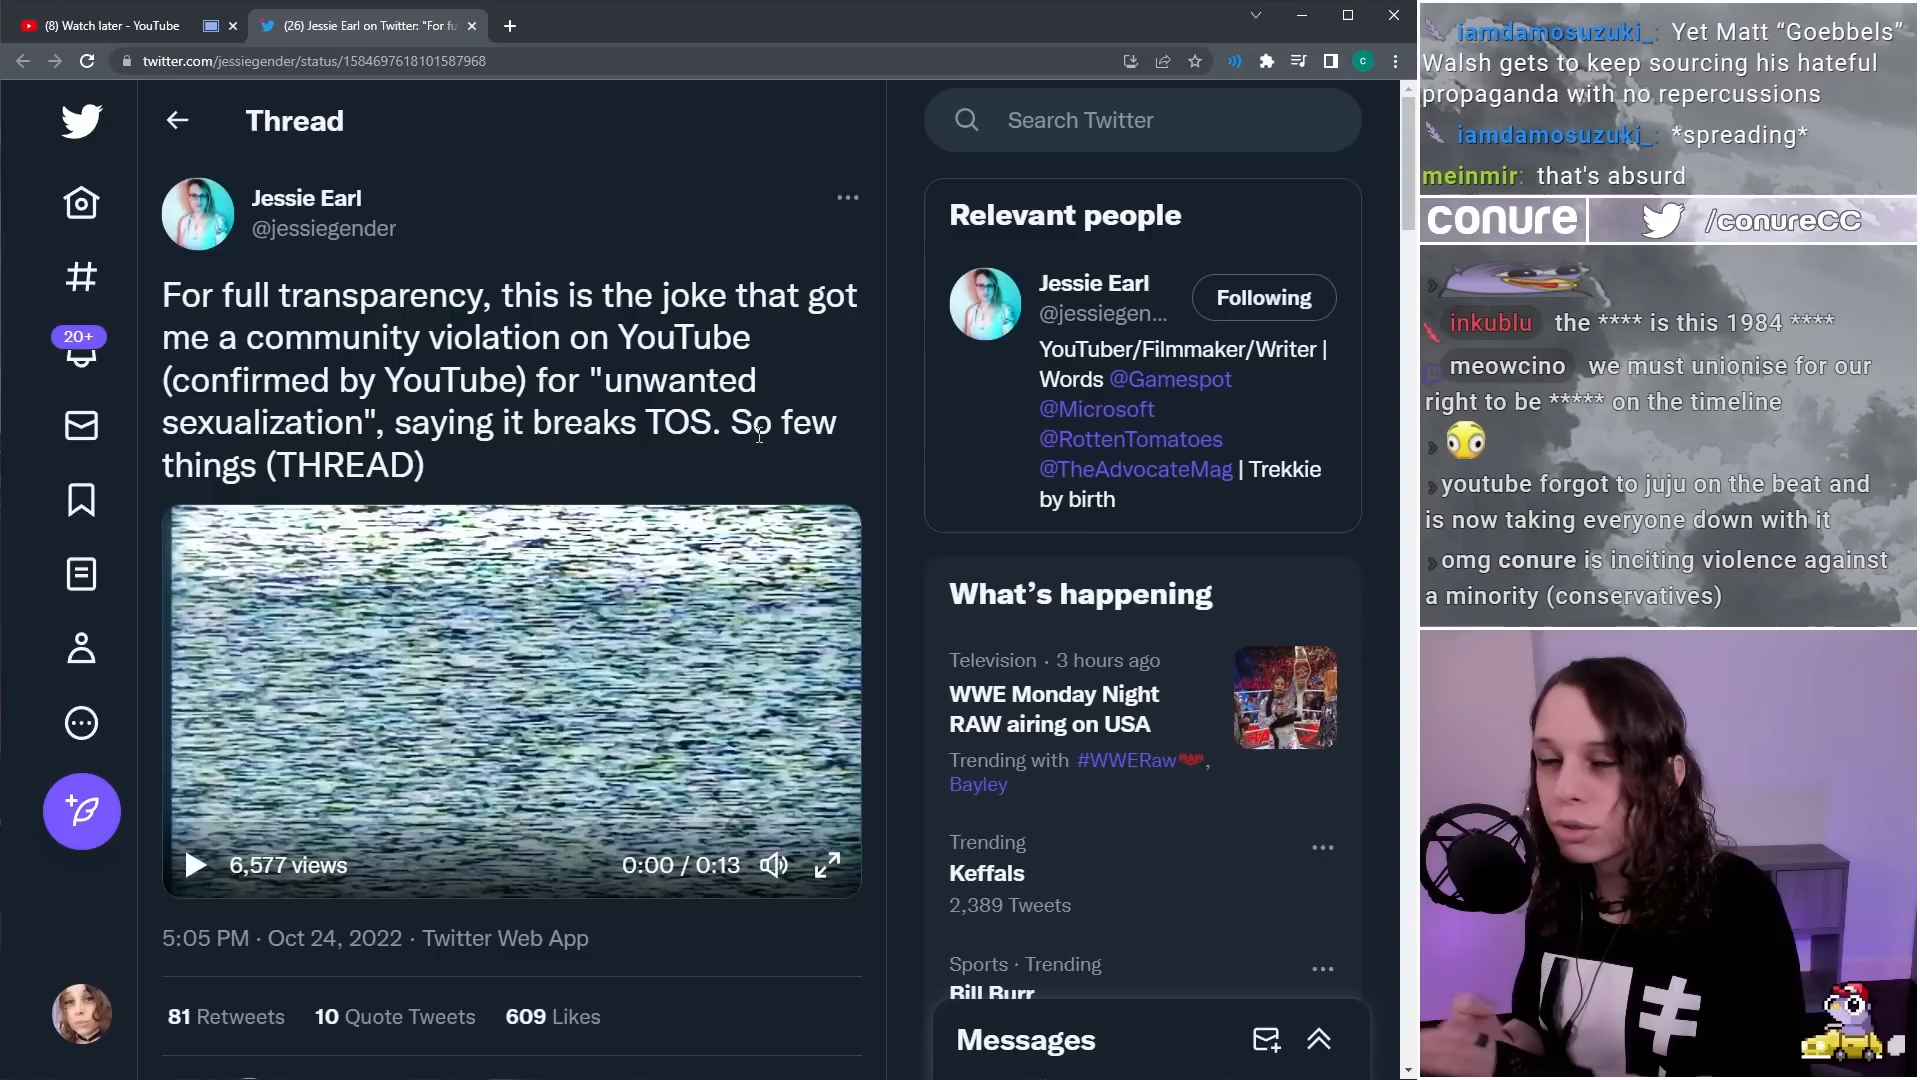 (8) Watch later - YouTube
(26) Jessie Earl on Twitter: "For fu
twitter.com/jessiegender/status/1584697618101587968
C
Thread
Search Twitter
20+
Jessie Earl
@jessiegender
For full transparency, this is the joke that got
me a community violation on YouTube
(confirmed by YouTube) for "unwanted
sexualization", saying it breaks TOS. So few
things (THREAD)
6,577 views
0:00 / 0:13
5:05 PM · Oct 24, 2022 · Twitter Web App
81 Retweets 10 Quote Tweets 609 Likes
Relevant people
Jessie Earl
@jessiegen...
Following
YouTuber/Filmmaker/Writer |
Words @Gamespot
@Microsoft
@RottenTomatoes
@TheAdvocateMag | Trekkie
by birth
What's happening
Television · 3 hours ago
WWE Monday Night
RAW airing on USA
Trending with #WWERaw ,
Bayley
Trending
Keffals
2,389 Tweets
Sports · Trending
Bill Burr
Messages
iamdamosuzuki_: Yet Matt “Goebbels”
Walsh gets to keep sourcing his hateful
propaganda with no repercussions
iamdamosuzuki_: *spreading*
meinmir: that's absurd
conure
/conureCC
inkublu the **** is this 1984 ****
meowcino we must unionise for our
right to be ***** on the timeline
youtube forgot to juju on the beat and
is now taking everyone down with it
omg conure is inciting violence against
a minority (conservatives)